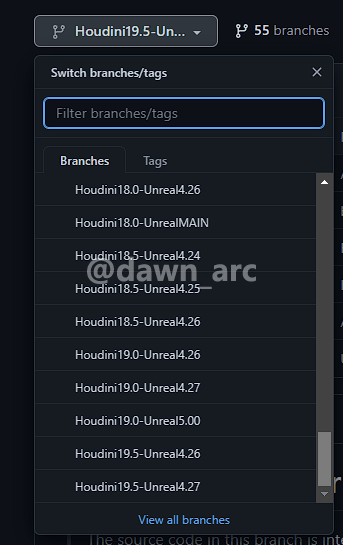 Houdini19.5-Un...
55 branches
Switch branches/tags
Filter branches/tags
Branches
Tags
Houdini18.0-Unreal4.26
Houdini18.0-UnrealMAIN
Houdini18.5-Unreal4.24
@dawn_arc
Houdini18.5-Unreal4.25
Houdini18.5-Unreal4.26
Houdini19.0-Unreal4.26
Houdini19.0-Unreal4.27
Houdini19.0-Unreal5.00
Houdini19.5-Unreal4.26
Houdini19.5-Unreal4.27
View all branches
The source code in this branch is